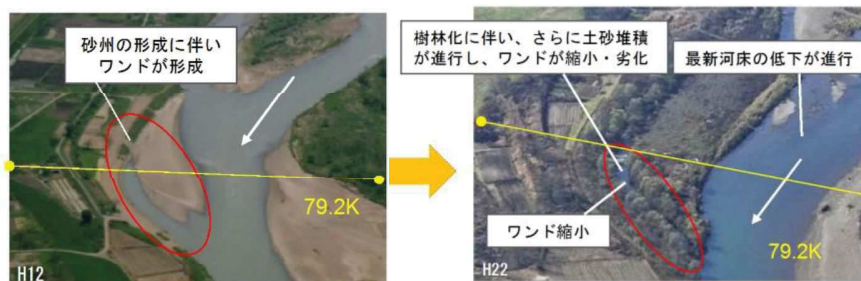 砂州の形成に伴い
ワンドが形成
79.2K
H12
樹林化に伴い、さらに土砂堆積
が進行し、ワンドが縮小・劣化
最新河床の低下が進行
ワンド縮小
79.2K
H22